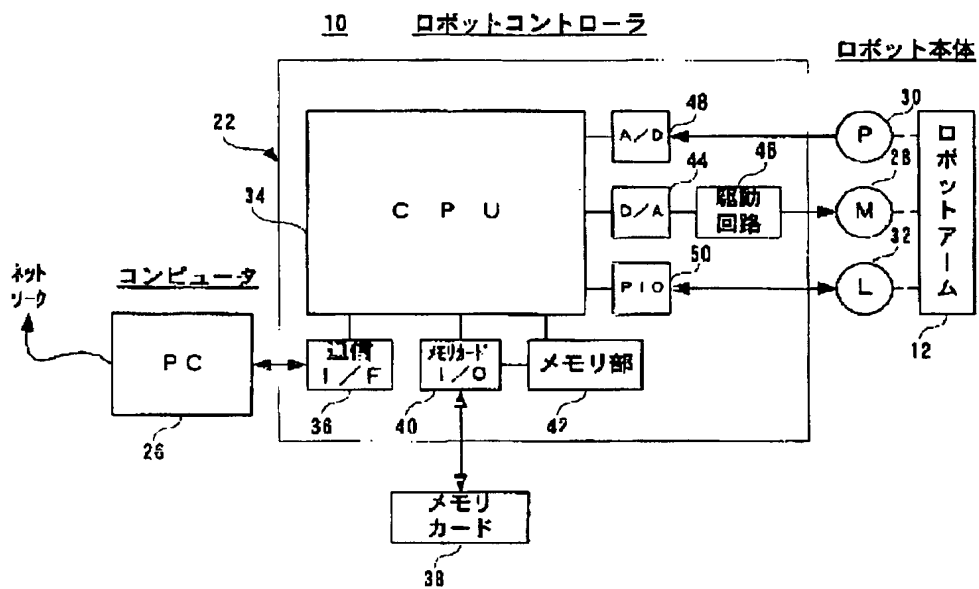 10 ロボットコントローラ
ロボット本体
22
34
CPU
A/D
48
P
30
D/A
44
駆動
回路
46
M
28
PIO
50
L
32
ロボットアーム
12
ネット
コンピュータ
PC
26
通信
I/F
36
メモリカード
I/O
40
メモリ部
42
メモリ
カード
38